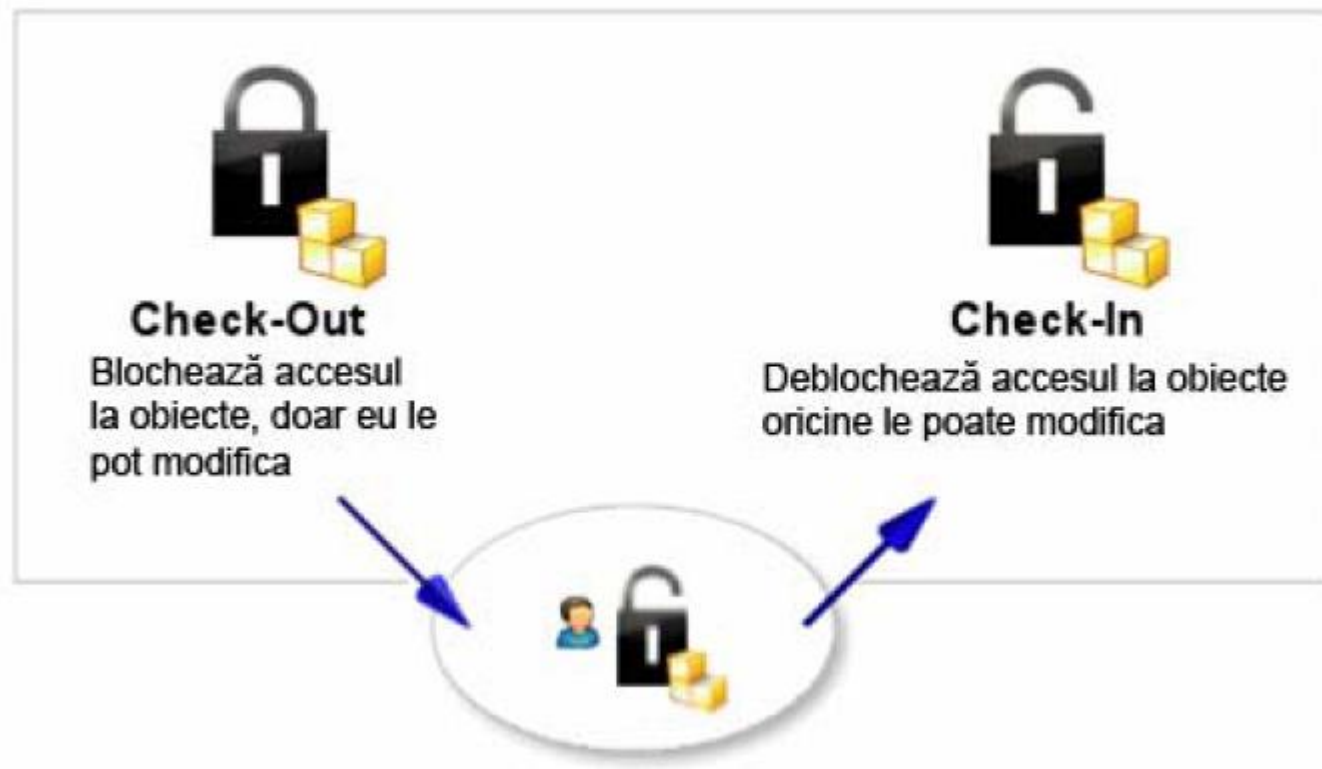 Check-Out
Blochează accesul
la obiecte, doar eu le
pot modifica
Check-In
Deblochează accesul la obiecte
oricine le poate modifica